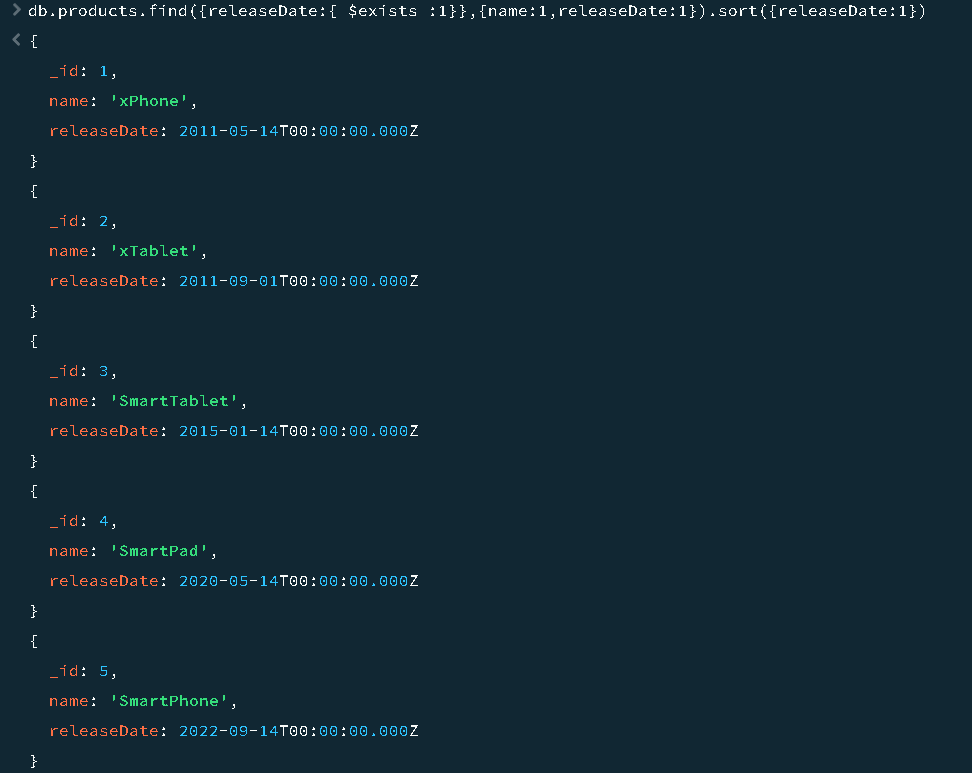 > db.products.find({releaseDate:{ $exists :1}},{name:1,releaseDate:1}).sort({releaseDate:1})
< {
_id: 1,
name: 'xPhone',
releaseDate: 2011-05-14T00:00:00.000Z
}
{
_id: 2,
name: 'xTablet',
releaseDate: 2011-09-01T00:00:00.000Z
}
{
_id: 3,
name: 'SmartTablet',
releaseDate: 2015-01-14T00:00:00.000Z
}
{
_id: 4,
name: 'SmartPad',
releaseDate: 2020-05-14T00:00:00.000Z
}
{
_id: 5,
name: 'SmartPhone',
releaseDate: 2022-09-14T00:00:00.000Z
}